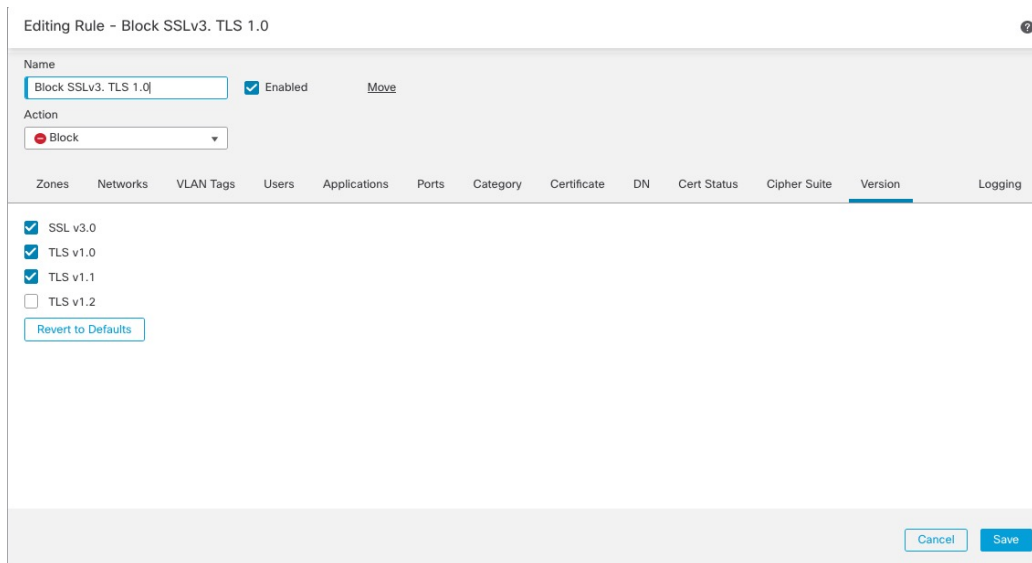 Editing Rule - Block SSLv3. TLS 1.0
Name
Block SSLv3. TLS 1.0
Enabled
Move
Action
Block
Zones Networks VLAN Tags Users Applications Ports Category Certificate DN Cert Status Cipher Suite Version Logging
SSL v3.0
TLS v1.0
TLS v1.1
TLS v1.2
Revert to Defaults
Cancel Save